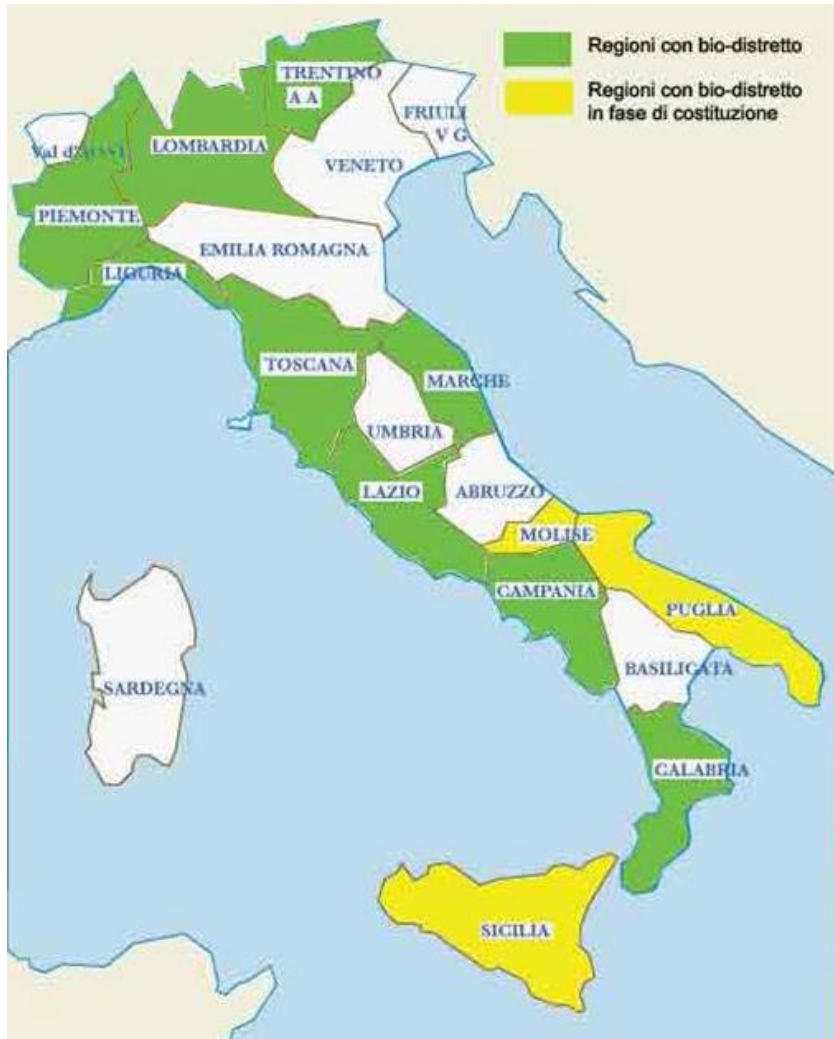 Regioni con bio-distretto
Regioni con bio-distretto
in fase di costituzione
TRENTINO
A A
FRIULI
V G
LOMBARDIA
Val d'
VENETO
PIEMONTE
EMILIA ROMAGNA
LIGURIA
TOSCANA
MARCHE
UMBRIA
LAZIO
ABRUZZO
MOLISE
CAMPANIA
PUGLIA
BASILICATA
SARDEGNA
CALABRIA
SICILIA